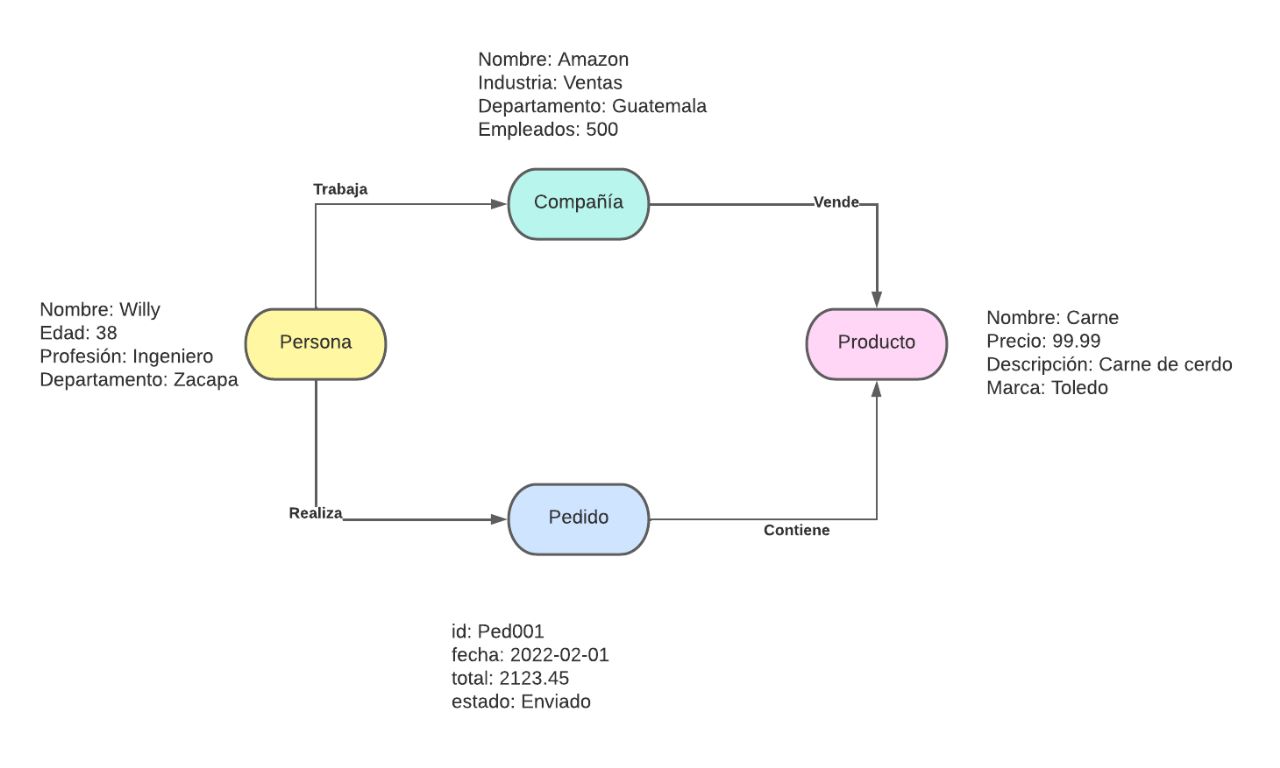 Nombre: Amazon
Industria: Ventas
Departamento: Guatemala
Empleados: 500
Trabaja
Compañía
Vende
Nombre: Willy
Edad: 38
Profesión: Ingeniero
Departamento: Zacapa
Persona
Producto
Nombre: Carne
Precio: 99.99
Descripción: Carne de cerdo
Marca: Toledo
Realiza
Pedido
Contiene
id: Ped001
fecha: 2022-02-01
total: 2123.45
estado: Enviado